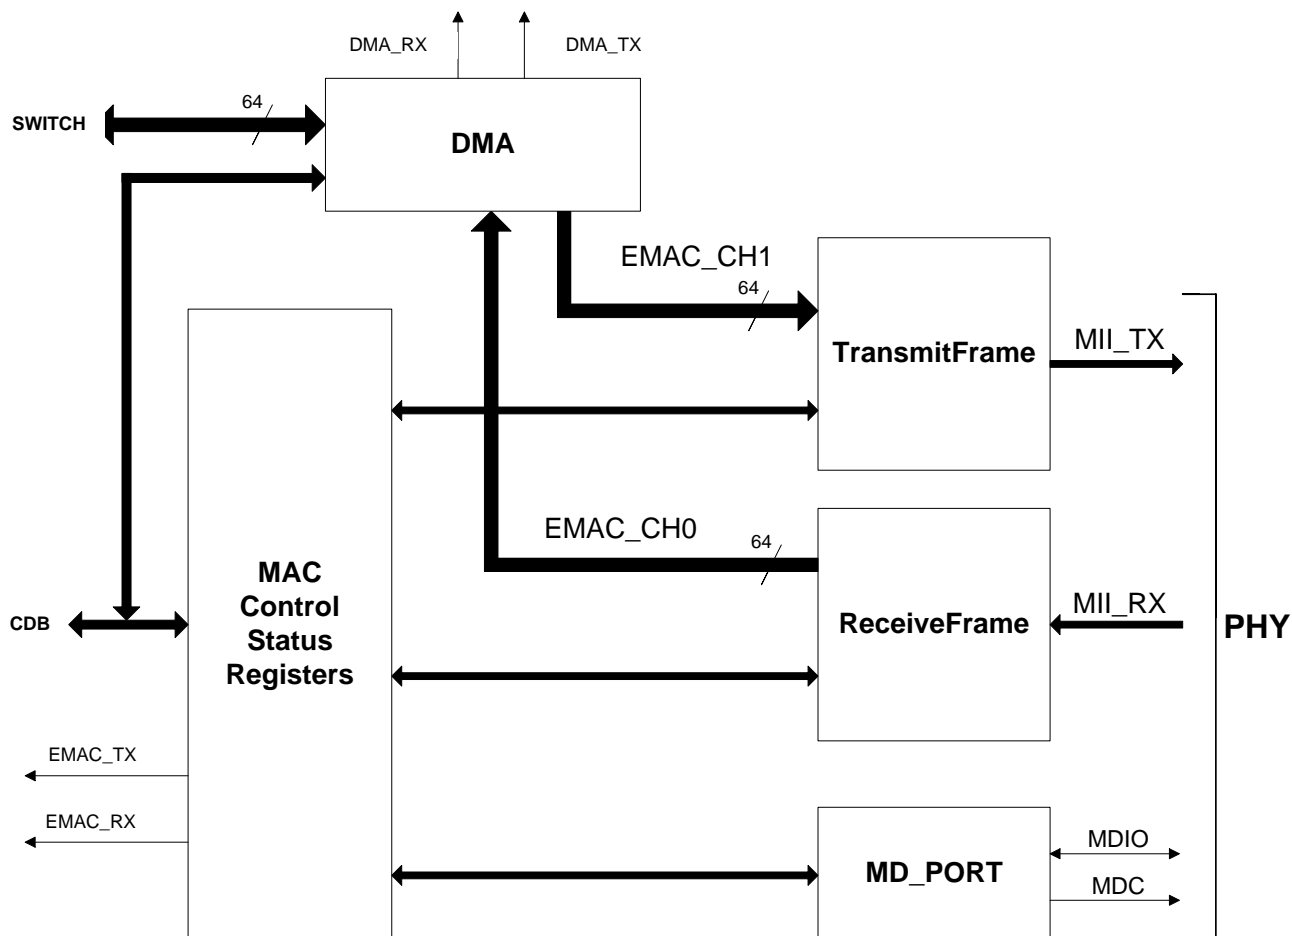 DMA_RX
DMA_TX
64
SWITCH
DMA
EMAC_CH1
64
TransmitFrame
MII_TX
EMAC_CH0
64
MAC
Control
Status
Registers
CDB
ReceiveFrame
MII_RX
PHY
EMAC_TX
EMAC_RX
MD_PORT
MDIO
MDC